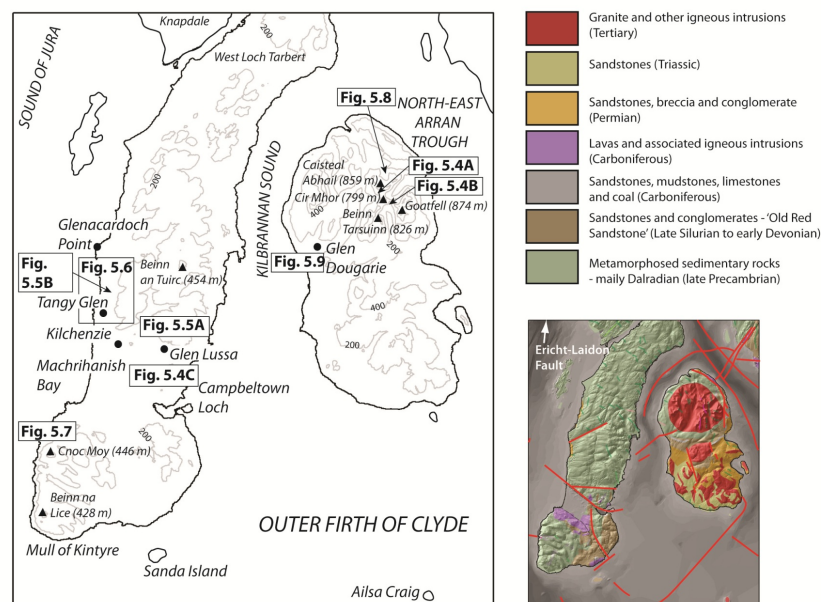 Knapdale
West Loch Tarbert
SOUND OF JURA
200
Fig. 5.8
NORTH-EAST
ARRAN
TROUGH
Caisteal
Abhail (859 m)
Fig. 5.4A
Cir Mhor (799 m)
Fig. 5.4B
400
Goatfell (874 m)
Beinn
Tarsuinn (826 m)
200
KILBRANNAN SOUND
Glenacardoch
Point
Glen
Dougarie
Fig. 5.9
Fig.
5.5B
Fig. 5.6
Beinn
an Tuirc (454 m)
Tangy Glen
400
Fig. 5.5A
Kilchenzie
200
Glen Lussa
Machrihanish
Bay
Fig. 5.4C
Campbeltown
Loch
Fig. 5.7
200
Cnoc Moy (446 m)
Beinn na
Lice (428 m)
OUTER FIRTH OF CLYDE
Mull of Kintyre
Sanda Island
Ailsa Craig
Granite and other igneous intrusions
(Tertiary)
Sandstones (Triassic)
Sandstones, breccia and conglomerate
(Permian)
Lavas and associated igneous intrusions
(Carboniferous)
Sandstones, mudstones, limestones
and coal (Carboniferous)
Sandstones and conglomerates - 'Old Red
Sandstone' (Late Silurian to early Devonian)
Metamorphosed sedimentary rocks
- maily Dalradian (late Precambrian)
Ericht-Laidon
Fault